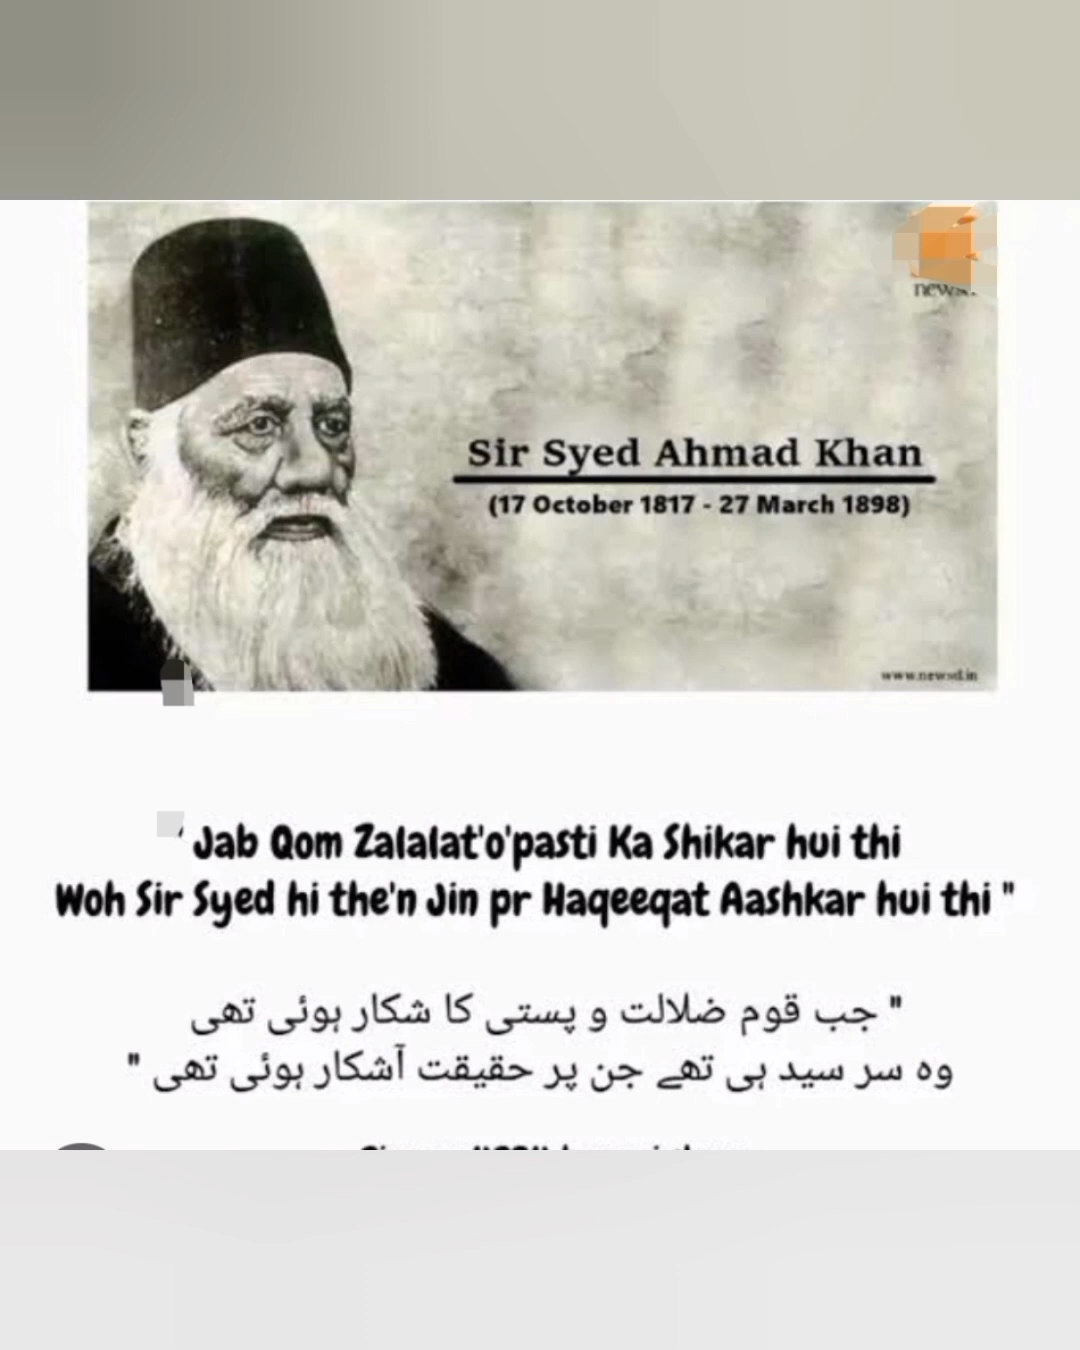 Sir Syed Ahmad Khan
(17 October 1817 - 27 March 1898)
www.newsd.in
Jab Qom Zalalat'o'pasti Ka Shikar hui thi
Woh Sir Syed hi the'n Jin pr Haqeeqat Aashkar hui thi "
" جب قوم ضلالت و پستی کا شکار ہوئی تھی
وہ سر سید ہی تھے جن پر حقیقت آشکار ہوئی تھی "